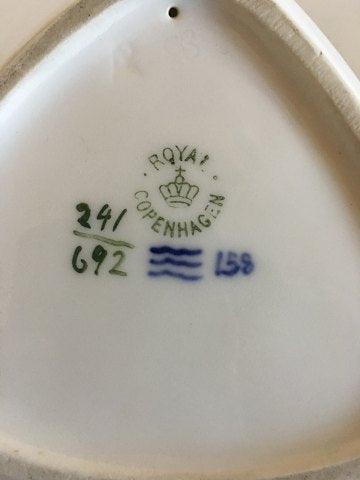 ROYAL
COPENHAGEN
241
692 158